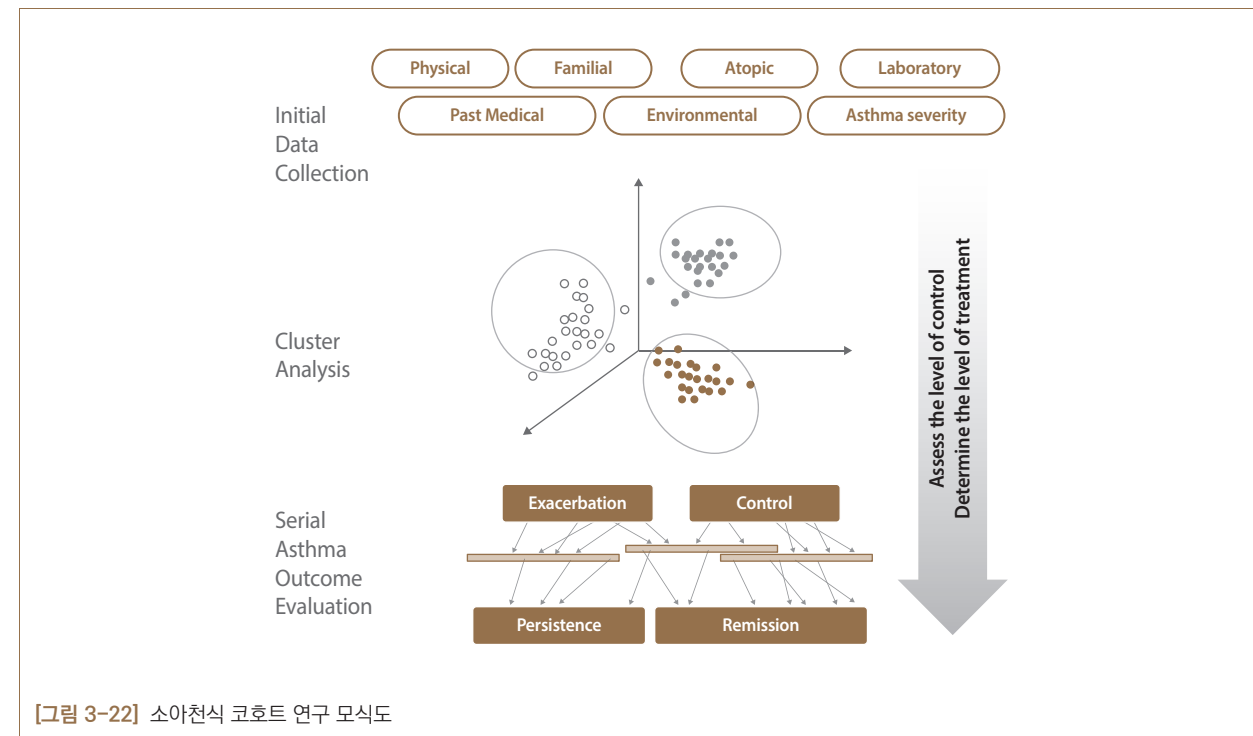 Physical Familial Atopic Laboratory
Past Medical Environmental Asthma severity
Initial
Data
Collection
Cluster
Analysis
Assess the level of control
Determine the level of treatment
Exacerbation Control
Serial
Asthma
Outcome
Evaluation
Persistence Remission
[그림 3-22] 소아천식 코호트 연구 모식도